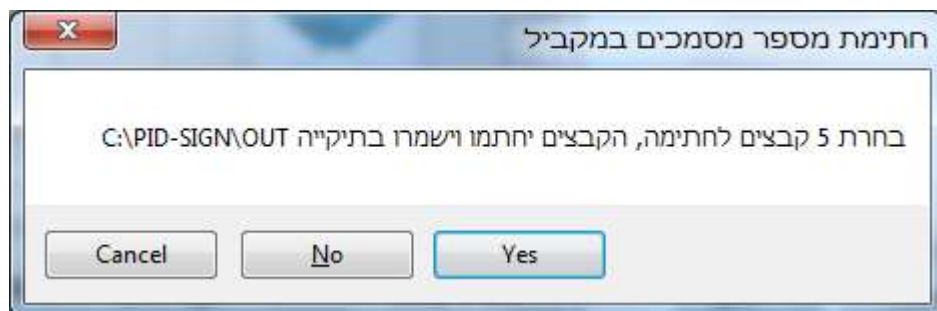 חתימת מספר מסמכים במקביל
בחרת 5 קבצים לחתימה, הקבצים יחתמו וישמרו בתיקייה C:\PID-SIGN\OUT
Yes
No
Cancel